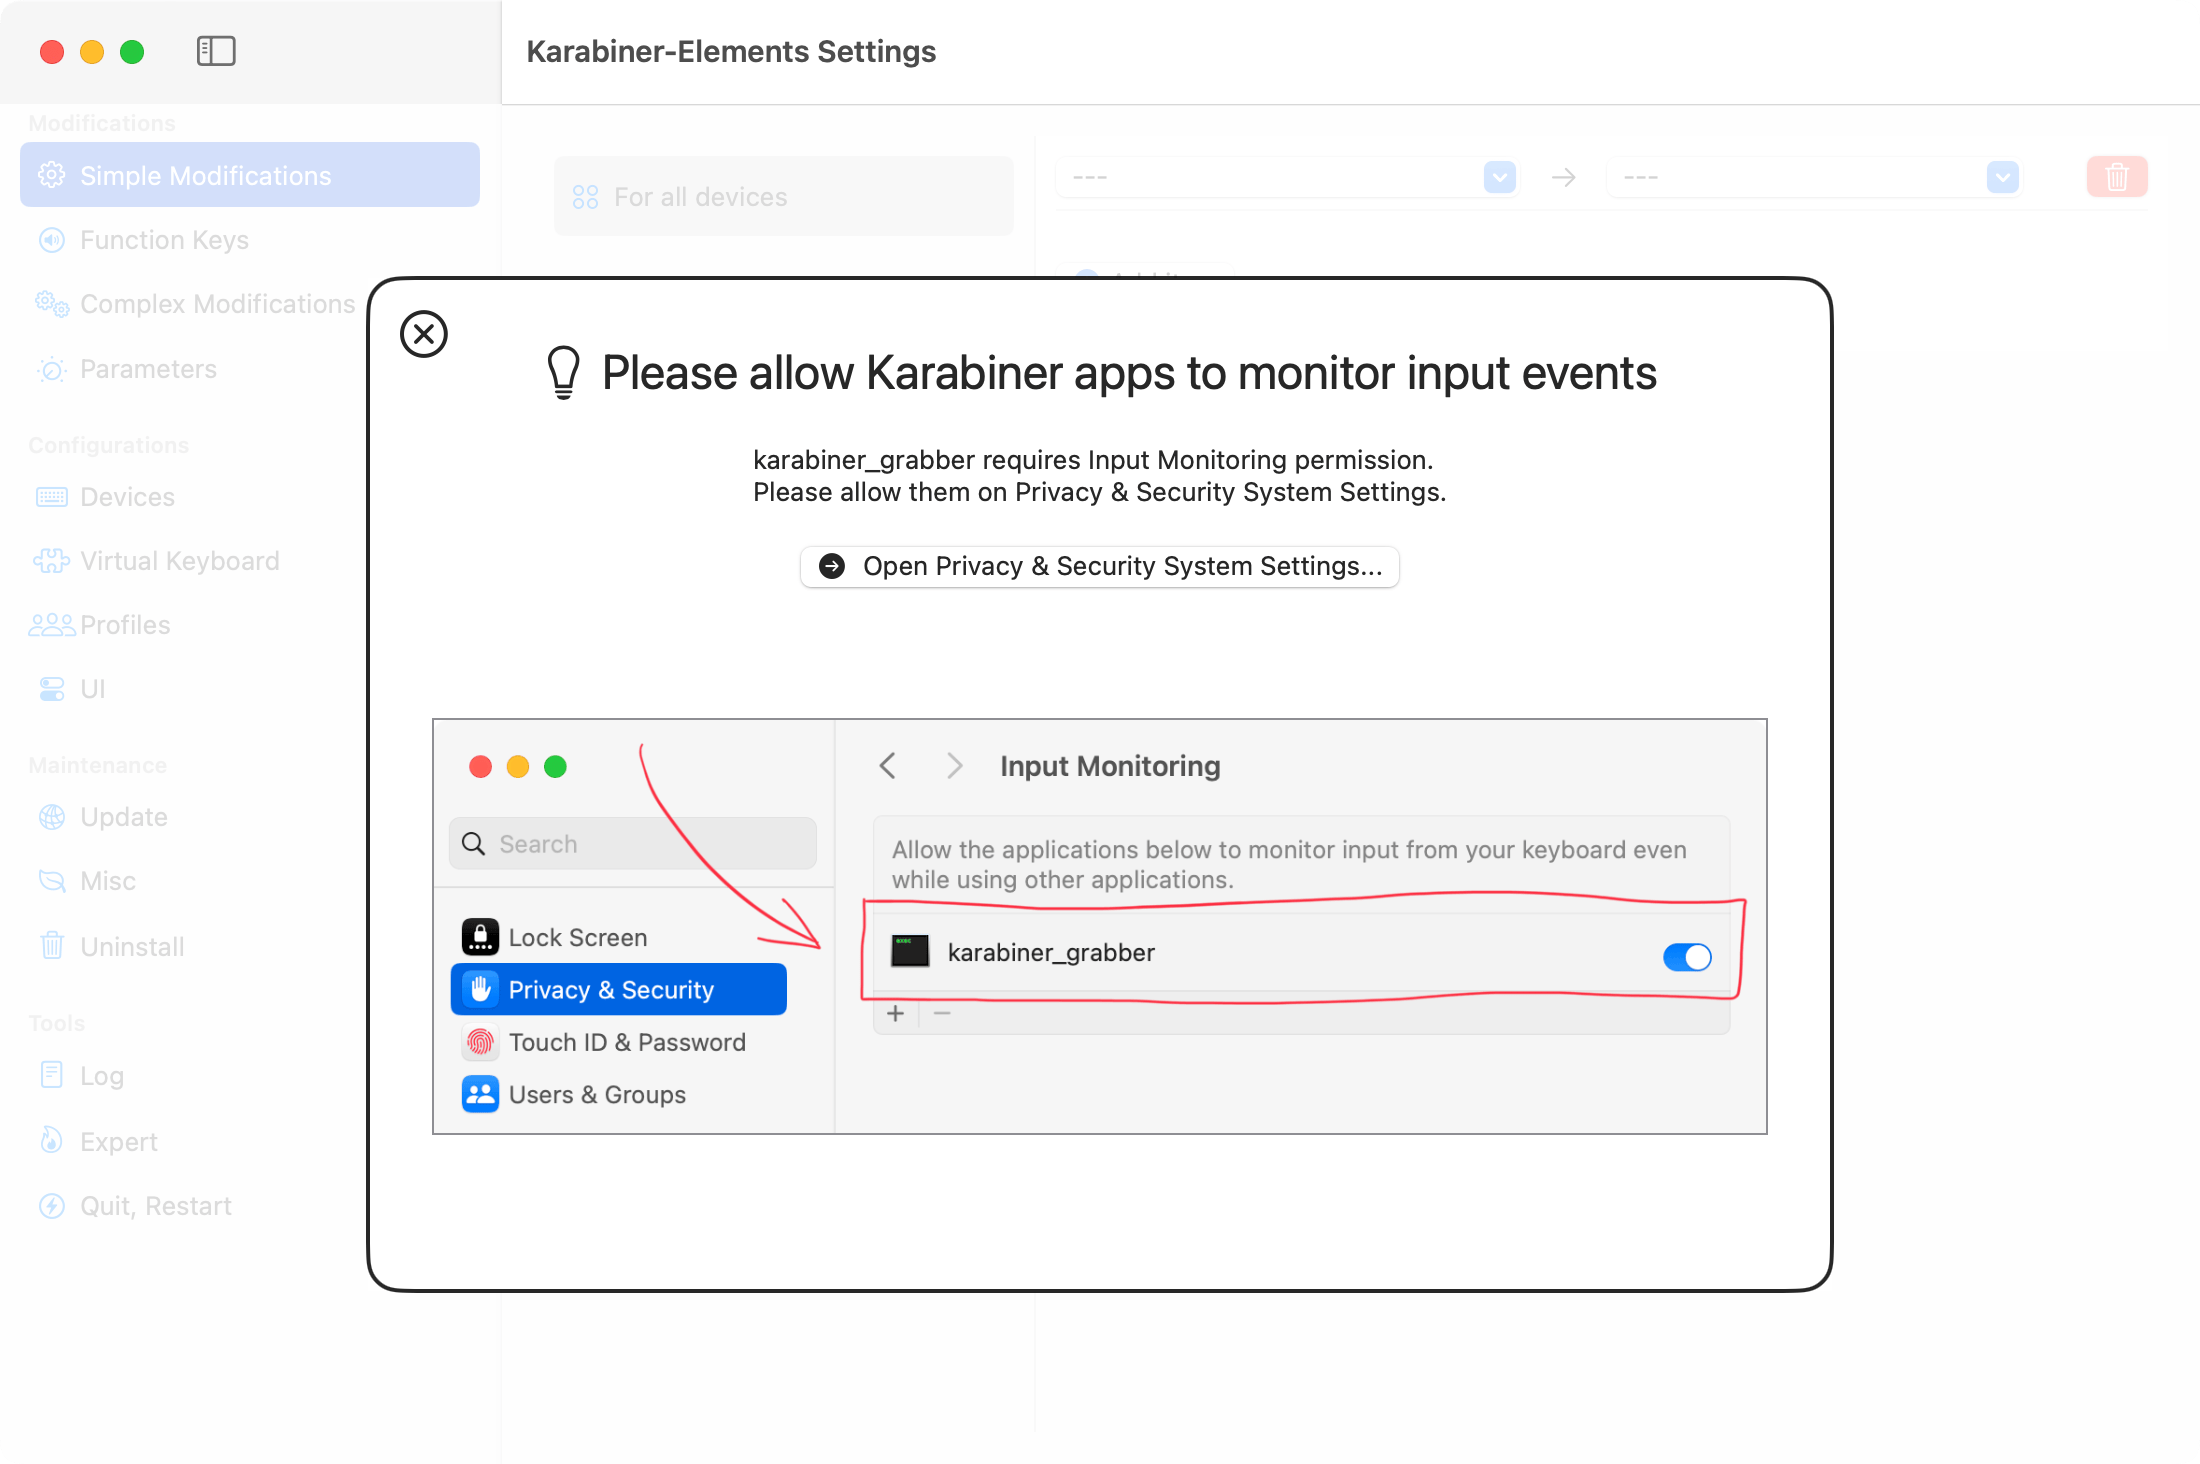 Karabiner-Elements Settings
Modifications
Simple Modifications
Function Keys
Complex Modifications
Parameters
Configurations
Devices
Virtual Keyboard
Profiles
UI
Maintenance
Update
Misc
Uninstall
Tools
Log
Expert
Quit, Restart
For all devices
---
---
Please allow Karabiner apps to monitor input events
karabiner_grabber requires Input Monitoring permission.
Please allow them on Privacy & Security System Settings.
Open Privacy & Security System Settings...
Search
Lock Screen
Privacy & Security
Touch ID & Password
Users & Groups
Input Monitoring
Allow the applications below to monitor input from your keyboard even
while using other applications.
karabiner_grabber